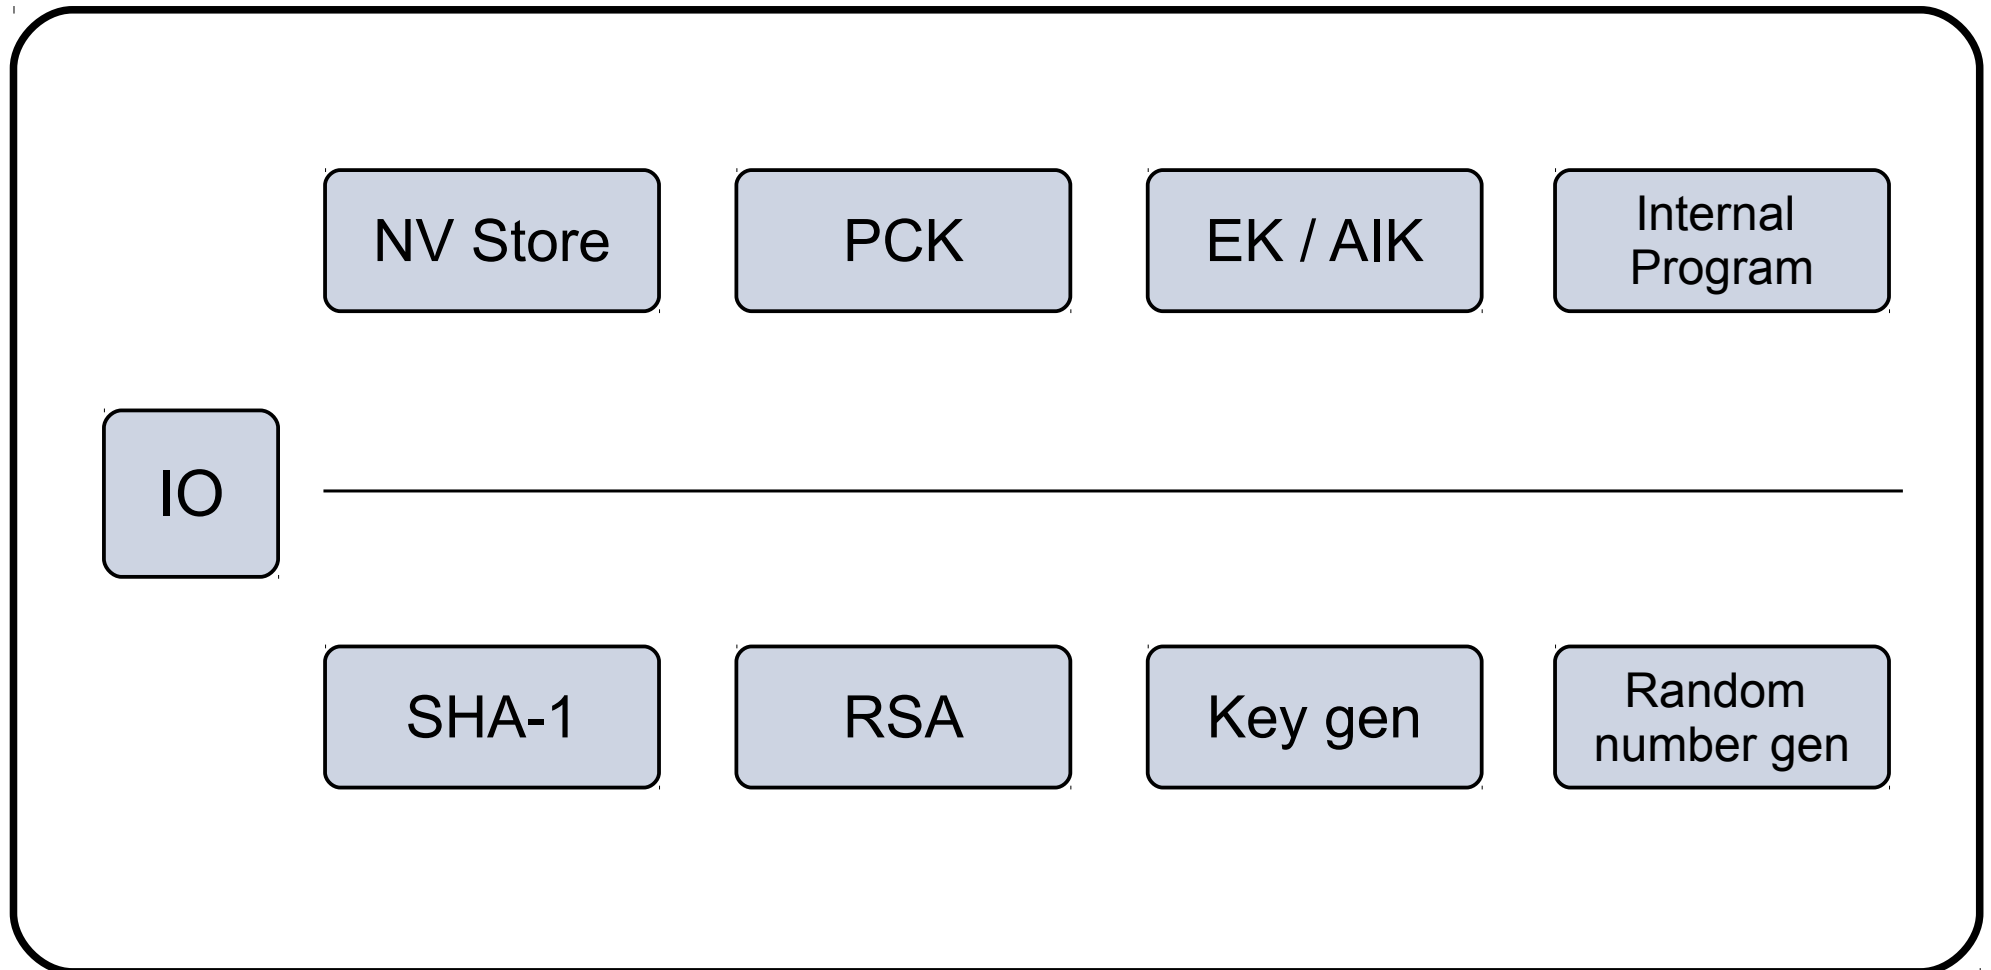 NV Store
PCK
EK / AIK
Internal
Program
IO
SHA-1
RSA
Key gen
Random
number gen